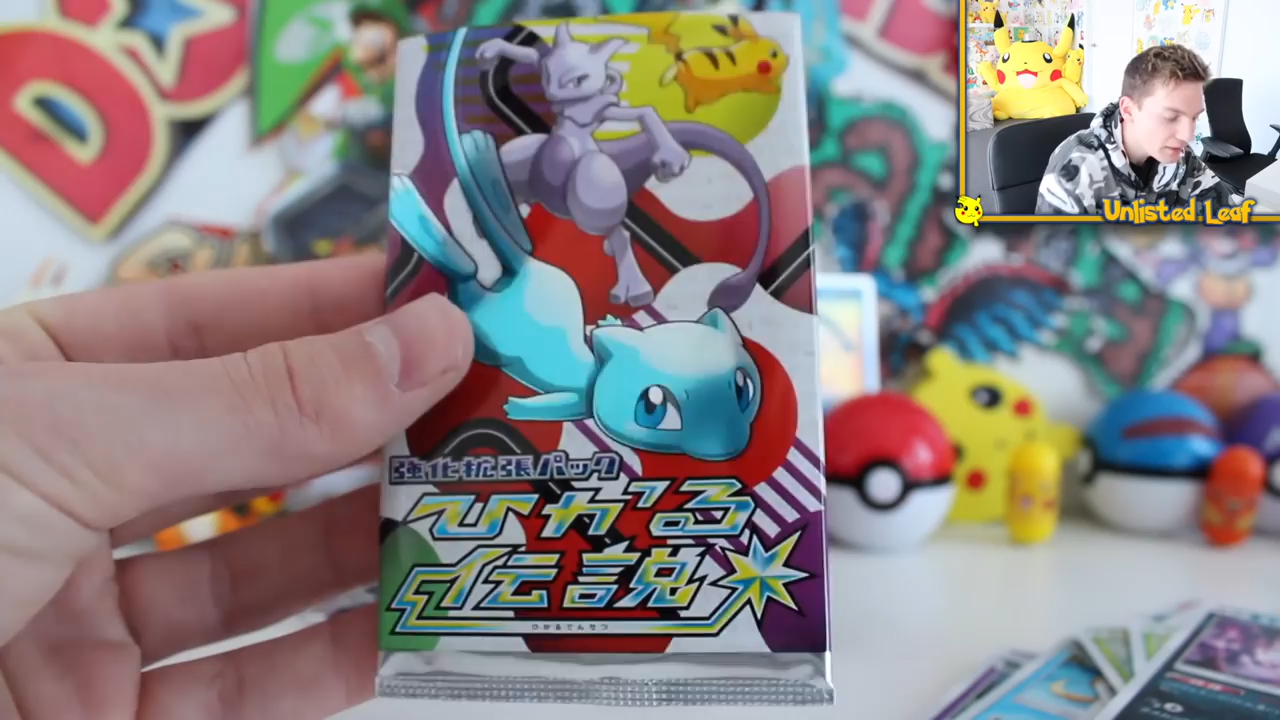 Unlisted Leaf
強化拡張パック
ひかる
伝説
ひかるでんせつ